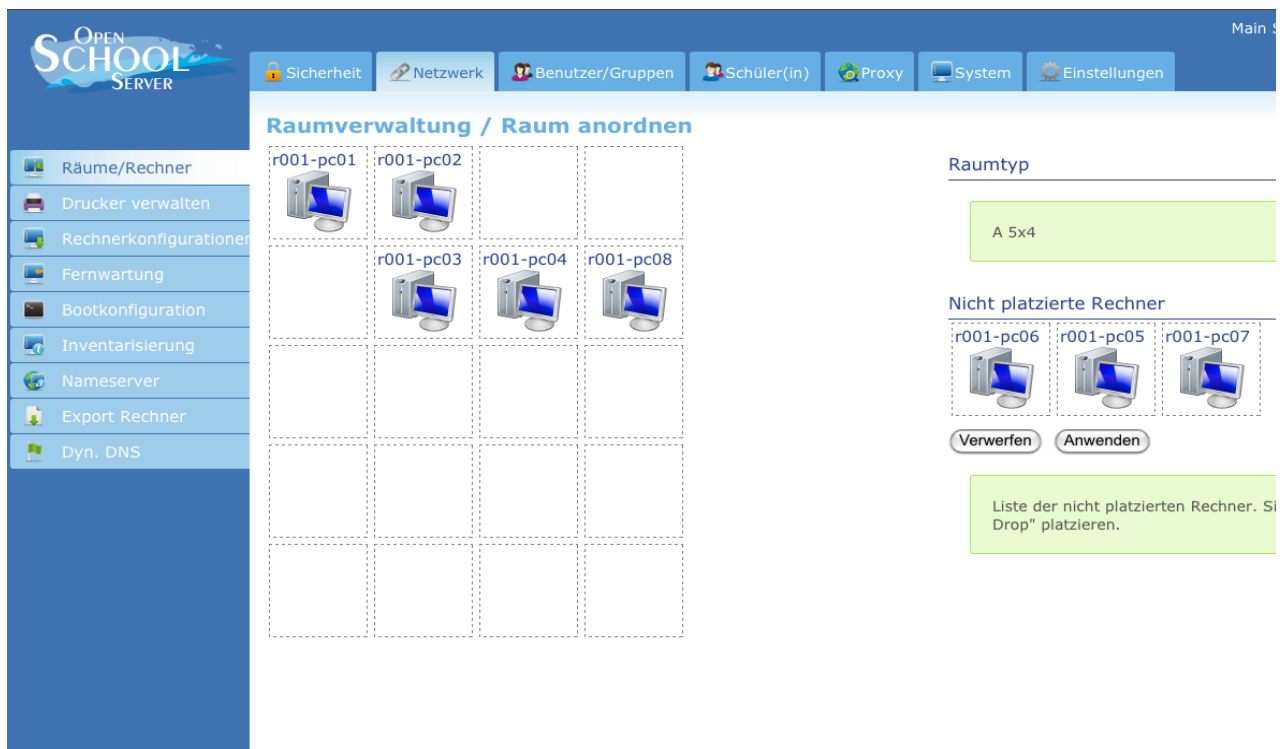 OPEN
SCHOOL
SERVER
Main S
Sicherheit
Netzwerk
Benutzer/Gruppen
Schüler(in)
Proxy
System
Einstellungen
Raumverwaltung / Raum anordnen
Räume/Rechner
Drucker verwalten
Rechnerkonfigurationen
Fernwartung
Bootkonfiguration
Inventarisierung
Nameserver
Export Rechner
Dyn. DNS
r001-pc01
r001-pc02
r001-pc03
r001-pc04
r001-pc08
Raumtyp
A 5x4
Nicht platzierte Rechner
r001-pc06
r001-pc05
r001-pc07
Verwerfen
Anwenden
Liste der nicht platzierten Rechner. Si
Drop" platzieren.